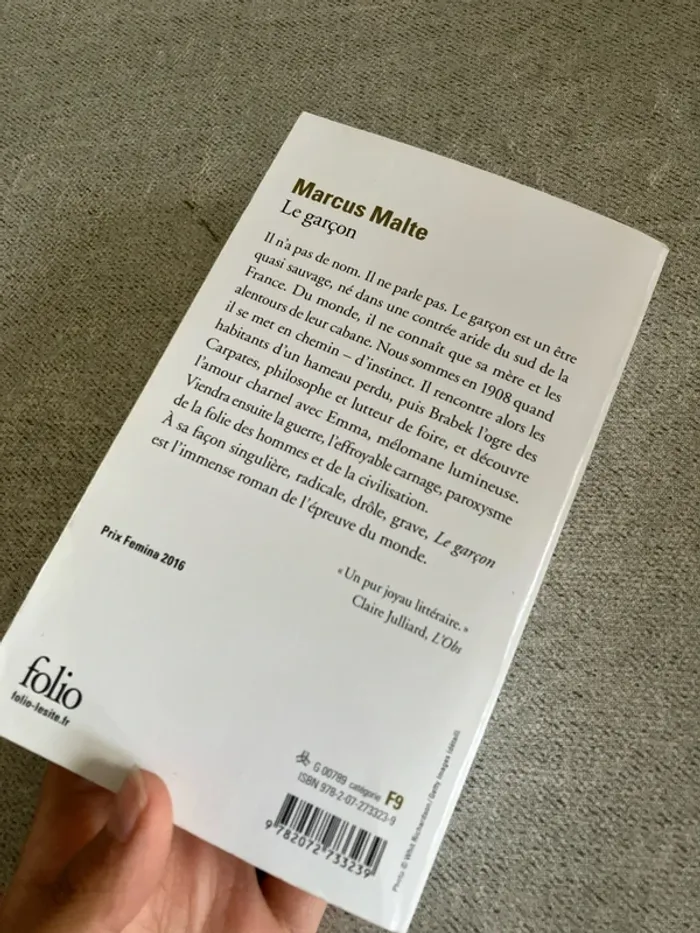 Marcus Malte
Le garçon
Il n'a pas de nom. Il ne parle pas. Le garçon est un être
quasi sauvage, né dans une contrée aride du sud de la
France. Du monde, il ne connaît que sa mère et les
alentours de leur cabane. Nous sommes en 1908 quand
il se met en chemin – d'instinct. Il rencontre alors les
habitants d'un hameau perdu, puis Brabek l'ogre des
Carpates, philosophe et lutteur de foire, et découvre
l'amour charnel avec Emma, mélomane lumineuse.
Viendra ensuite la guerre, l'effroyable carnage, paroxysme
de la folie des hommes et de la civilisation.
À sa façon singulière, radicale, drôle, grave, Le garçon
est l'immense roman de l'épreuve du monde.
Prix Femina 2016
« Un pur joyau littéraire. »
Claire Julliard, L'Obs
folio
folio-lesite.fr
G 00789 catégorie F9
ISBN 978-2-07-273323-9
9 782072 733239
Photo © Whit Richardson / Getty Images (détail)